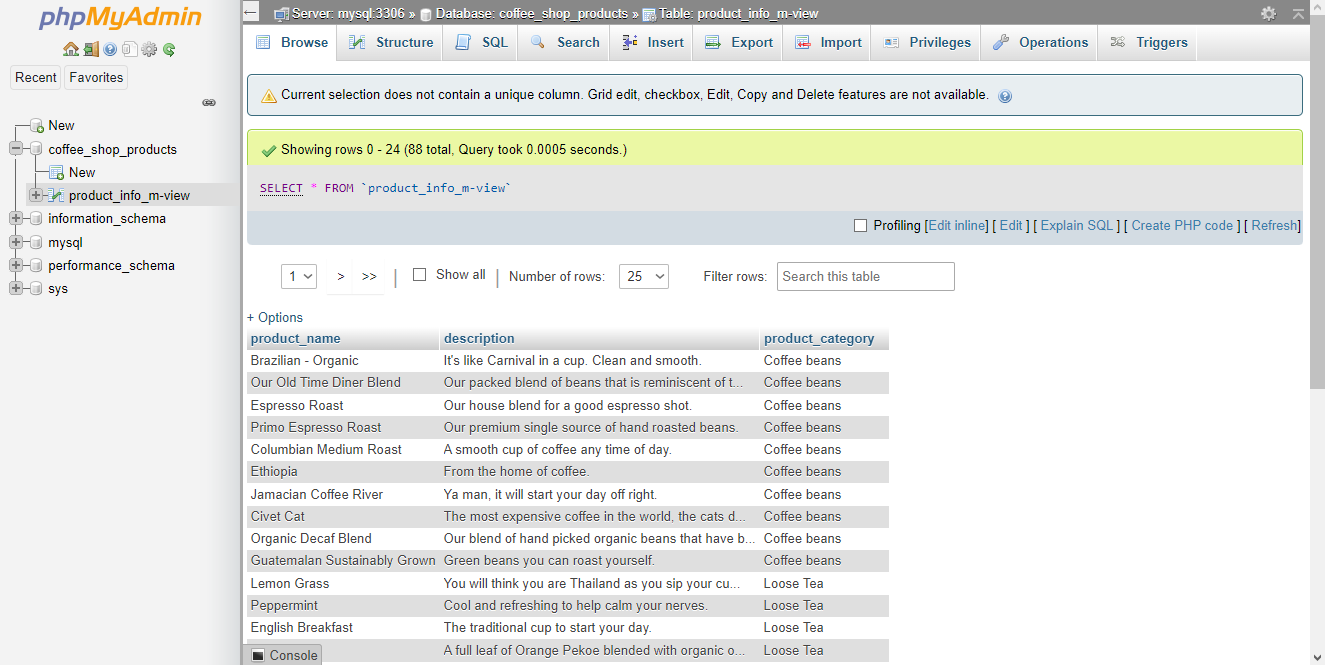 phpMyAdmin
Recent Favorites
New
coffee_shop_products
New
product_info_m-view
information_schema
mysql
performance_schema
sys
Server: mysql:3306 » Database: coffee_shop_products » Table: product_info_m-view
Browse Structure SQL Search Insert Export Import Privileges Operations Triggers
Current selection does not contain a unique column. Grid edit, checkbox, Edit, Copy and Delete features are not available.
Showing rows 0 - 24 (88 total, Query took 0.0005 seconds.)
SELECT * FROM `product_info_m-view`
Profiling [Edit inline] [ Edit ] [ Explain SQL ] [ Create PHP code ] [ Refresh]
1 > >> | Show all | Number of rows: 25 Filter rows: Search this table
+ Options
product_name description product_category
Brazilian - Organic It's like Carnival in a cup. Clean and smooth. Coffee beans
Our Old Time Diner Blend Our packed blend of beans that is reminiscent of t... Coffee beans
Espresso Roast Our house blend for a good espresso shot. Coffee beans
Primo Espresso Roast Our premium single source of hand roasted beans. Coffee beans
Columbian Medium Roast A smooth cup of coffee any time of day. Coffee beans
Ethiopia From the home of coffee. Coffee beans
Jamacian Coffee River Ya man, it will start your day off right. Coffee beans
Civet Cat The most expensive coffee in the world, the cats d... Coffee beans
Organic Decaf Blend Our blend of hand picked organic beans that have b... Coffee beans
Guatemalan Sustainably Grown Green beans you can roast yourself. Coffee beans
Lemon Grass You will think you are Thailand as you sip your cu... Loose Tea
Peppermint Cool and refreshing to help calm your nerves. Loose Tea
English Breakfast The traditional cup to start your day. Loose Tea
A full leaf of Orange Pekoe blended with organic o... Loose Tea
Console